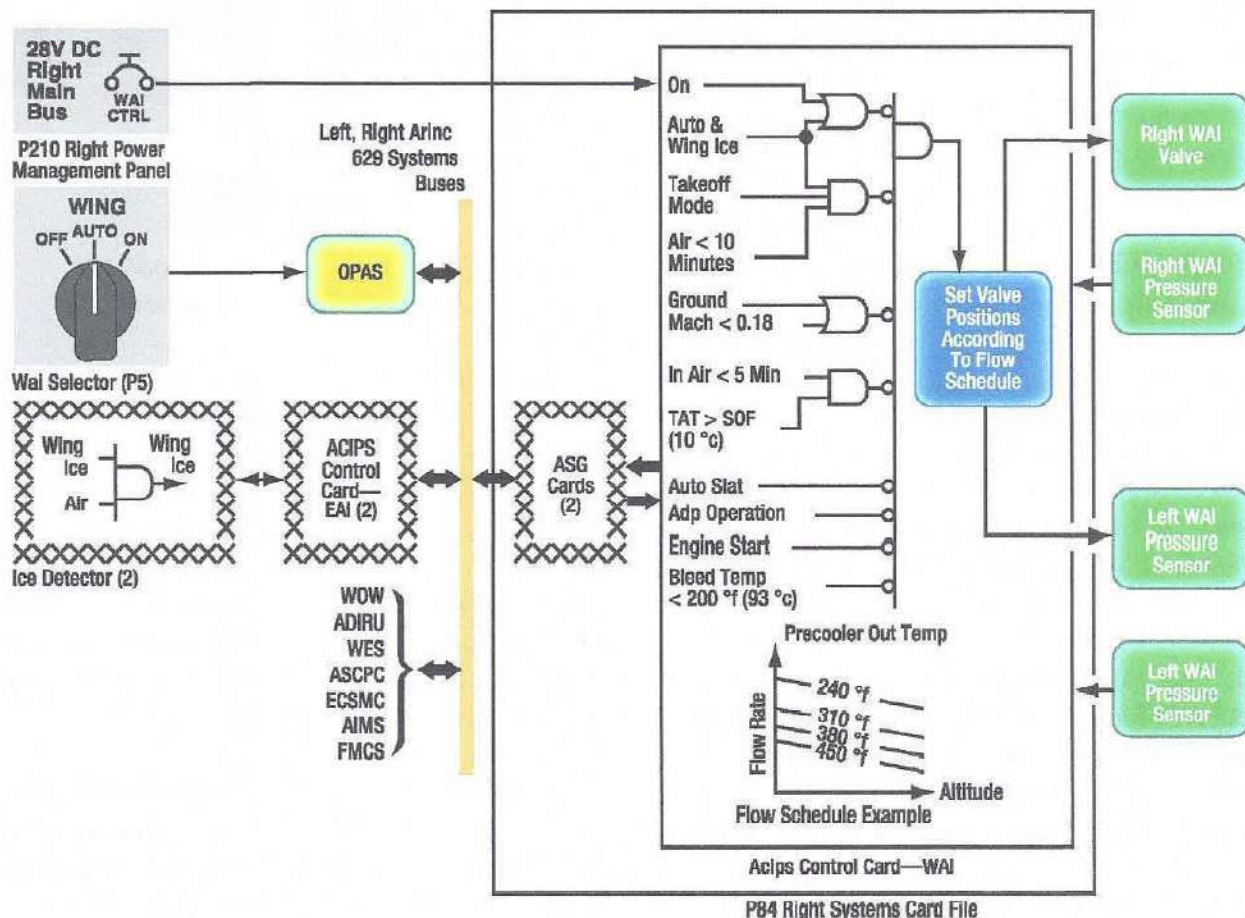 28V DC
Right
Main
Bus
WAI
CTRL
P210 Right Power
Management Panel
WING
OFF
AUTO
ON
Wai Selector (P5)
Left, Right Arinc
629 Systems
Buses
OPAS
Wing
Ice
Air
Wing
Ice
Ice Detector (2)
ACIPS
Control
Card—
EAI (2)
WOW
ADIRU
WES
ASCPC
ECSMC
AIMS
FMCS
ASG
Cards
(2)
On
Auto &
Wing Ice
Takeoff
Mode
Air < 10
Minutes
Ground
Mach < 0.18
In Air < 5 Min
TAT > SOF
(10 °c)
Auto Slat
Adp Operation
Engine Start
Bleed Temp
< 200 °f (93 °c)
Set Valve
Positions
According
To Flow
Schedule
Precooler Out Temp
Flow Rate
240 °f
310 °f
380 °f
450 °f
Altitude
Flow Schedule Example
Acips Control Card—WAI
P84 Right Systems Card File
Right WAI
Valve
Right WAI
Pressure
Sensor
Left WAI
Pressure
Sensor
Left WAI
Pressure
Sensor